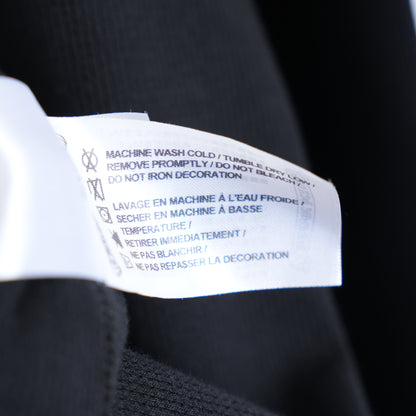 MACHINE WASH COLD / TUMBLE DRY LOW /
REMOVE PROMPTLY / DO NOT BLEACH /
DO NOT IRON DECORATION
LAVAGE EN MACHINE À L'EAU FROIDE /
SECHER EN MACHINE À BASSE
TEMPERATURE /
RETIRER IMMEDIATEMENT /
NE PAS BLANCHIR /
NE PAS REPASSER LA DECORATION